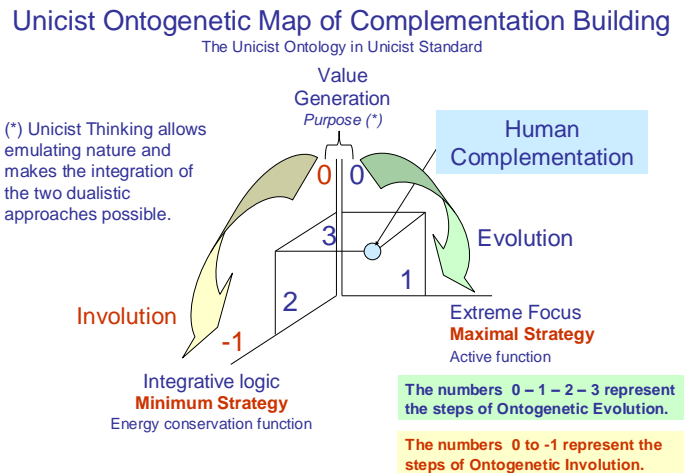 Unicist Ontogenetic Map of Complementation Building
The Unicist Ontology in Unicist Standard
Value
Generation
Purpose (*)
(*) Unicist Thinking allows
emulating nature and
makes the integration of
the two dualistic
approaches possible.
Human
Complementation
0 0
3
Evolution
1
2
Involution
-1
Extreme Focus
Maximal Strategy
Active function
Integrative logic
Minimum Strategy
Energy conservation function
The numbers 0 – 1 – 2 – 3 represent
the steps of Ontogenetic Evolution.
The numbers 0 to -1 represent the
steps of Ontogenetic Involution.